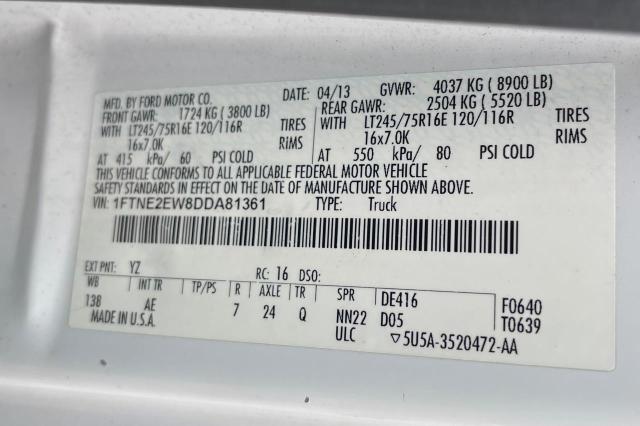 MFD. BY FORD MOTOR CO. DATE: 04/13 GVWR: 4037 KG ( 8900 LB)
FRONT GAWR: 1724 KG ( 3800 LB) REAR GAWR: 2504 KG ( 5520 LB)
WITH LT245/75R16E 120/116R TIRES WITH LT245/75R16E 120/116R TIRES
16x7.0K RIMS 16x7.0K RIMS
AT 415 kPa/ 60 PSI COLD AT 550 kPa/ 80 PSI COLD
THIS VEHICLE CONFORMS TO ALL APPLICABLE FEDERAL MOTOR VEHICLE
SAFETY STANDARDS IN EFFECT ON THE DATE OF MANUFACTURE SHOWN ABOVE.
VIN: 1FTNE2EW8DDA81361 TYPE: Truck
EXT PNT: YZ RC: 16 DSO:
WB INT TR TP/PS R AXLE TR SPR DE416 F0640
138 AE 7 24 Q NN22 D05 T0639
MADE IN U.S.A. ULC ▽5U5A-3520472-AA